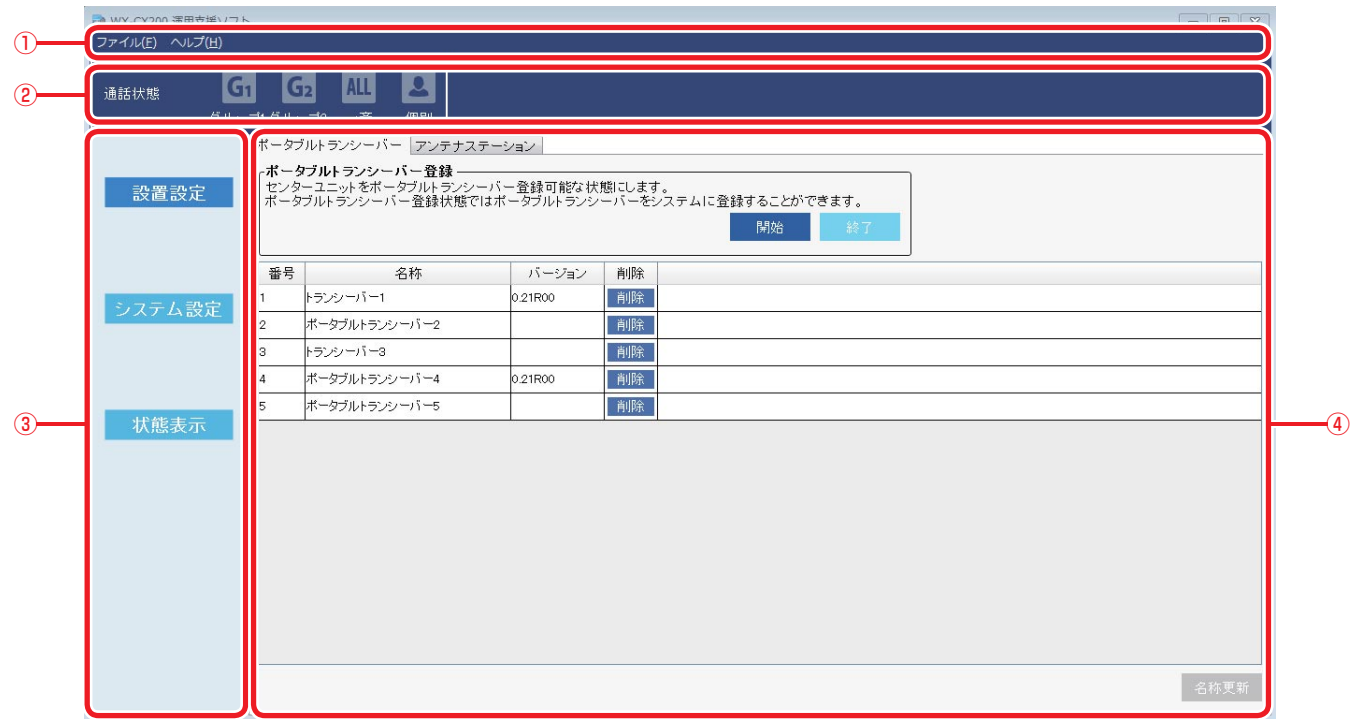 WX-CX200 運用支援ソフト
①
ファイル(F) ヘルプ(H)
②
通話状態 G1 G2 ALL
③
④
設置設定
システム設定
状態表示
ポータブルトランシーバー アンテナステーション
ポータブルトランシーバー登録
センターユニットをポータブルトランシーバー登録可能な状態にします。
ポータブルトランシーバー登録状態ではポータブルトランシーバーをシステムに登録することができます。
開始 終了
番号 名称 バージョン 削除
1 トランシーバー1 0.21R00 削除
2 ポータブルトランシーバー2 削除
3 トランシーバー3 削除
4 ポータブルトランシーバー4 0.21R00 削除
5 ポータブルトランシーバー5 削除
名称更新